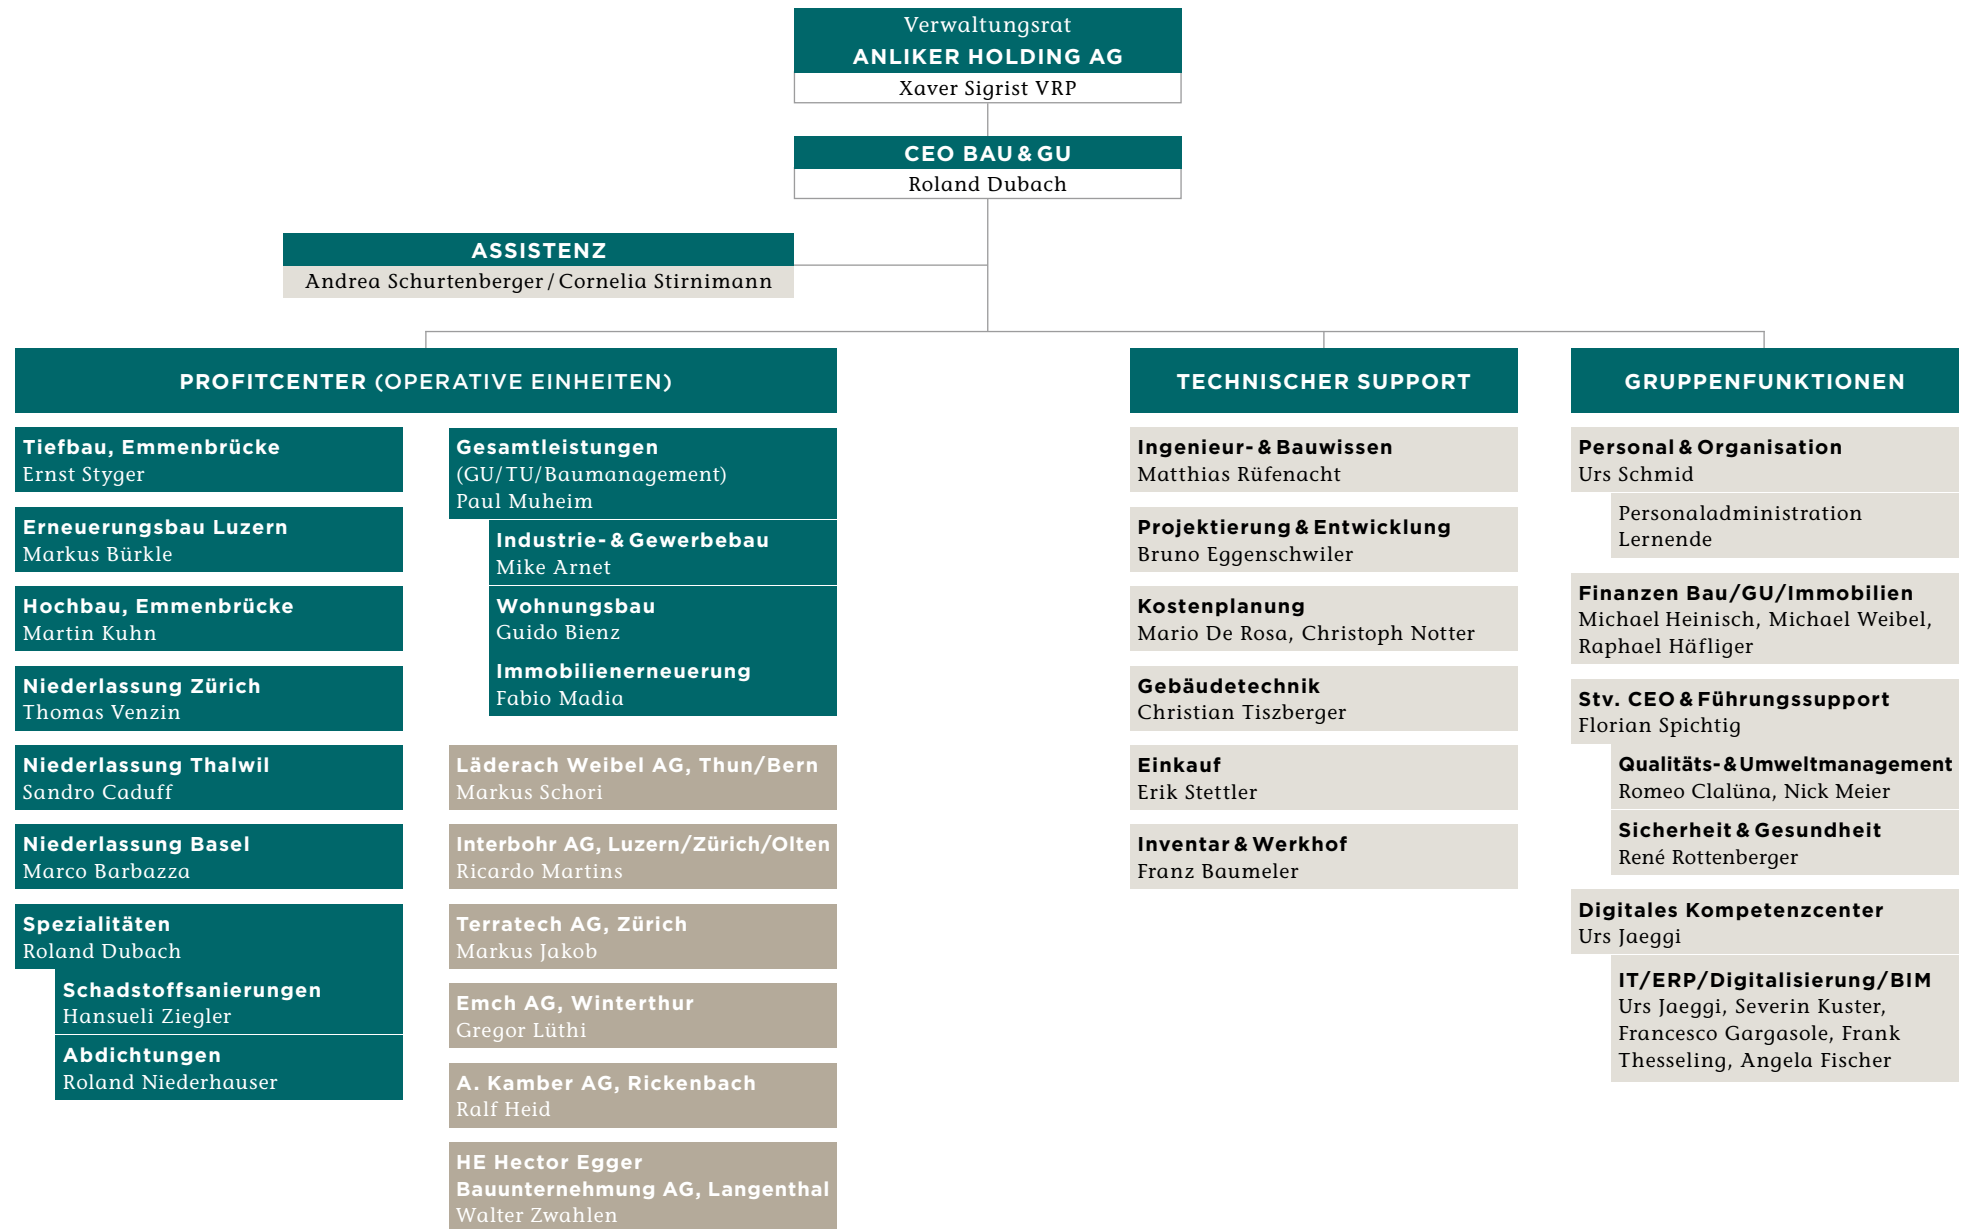 Verwaltungsrat
ANLIKER HOLDING AG
Xaver Sigrist VRP
CEO BAU & GU
Roland Dubach
ASSISTENZ
Andrea Schurtenberger / Cornelia Stirnimann
PROFITCENTER (OPERATIVE EINHEITEN)
Tiefbau, Emmenbrücke
Ernst Styger
Erneuerungsbau Luzern
Markus Bürkle
Hochbau, Emmenbrücke
Martin Kuhn
Niederlassung Zürich
Thomas Venzin
Niederlassung Thalwil
Sandro Caduff
Niederlassung Basel
Marco Barbazza
Spezialitäten
Roland Dubach
Schadstoffsanierungen
Hansueli Ziegler
Abdichtungen
Roland Niederhauser
Gesamtleistungen
(GU/TU/Baumanagement)
Paul Muheim
Industrie- & Gewerbebau
Mike Arnet
Wohnungsbau
Guido Bienz
Immobilienerneuerung
Fabio Madia
Läderach Weibel AG, Thun/Bern
Markus Schori
Interbohr AG, Luzern/Zürich/Olten
Ricardo Martins
Terratech AG, Zürich
Markus Jakob
Emch AG, Winterthur
Gregor Lüthi
A. Kamber AG, Rickenbach
Ralf Heid
HE Hector Egger
Bauunternehmung AG, Langenthal
Walter Zwahlen
TECHNISCHER SUPPORT
Ingenieur- & Bauwissen
Matthias Rüfenacht
Projektierung & Entwicklung
Bruno Eggenschwiler
Kostenplanung
Mario De Rosa, Christoph Notter
Gebäudetechnik
Christian Tiszberger
Einkauf
Erik Stettler
Inventar & Werkhof
Franz Baumeler
GRUPPENFUNKTIONEN
Personal & Organisation
Urs Schmid
Personaladministration
Lernende
Finanzen Bau/GU/Immobilien
Michael Heinisch, Michael Weibel,
Raphael Häfliger
Stv. CEO & Führungssupport
Florian Spichtig
Qualitäts- & Umweltmanagement
Romeo Clalüna, Nick Meier
Sicherheit & Gesundheit
René Rottenberger
Digitales Kompetenzcenter
Urs Jaeggi
IT/ERP/Digitalisierung/BIM
Urs Jaeggi, Severin Kuster,
Francesco Gargasole, Frank
Thesseling, Angela Fischer